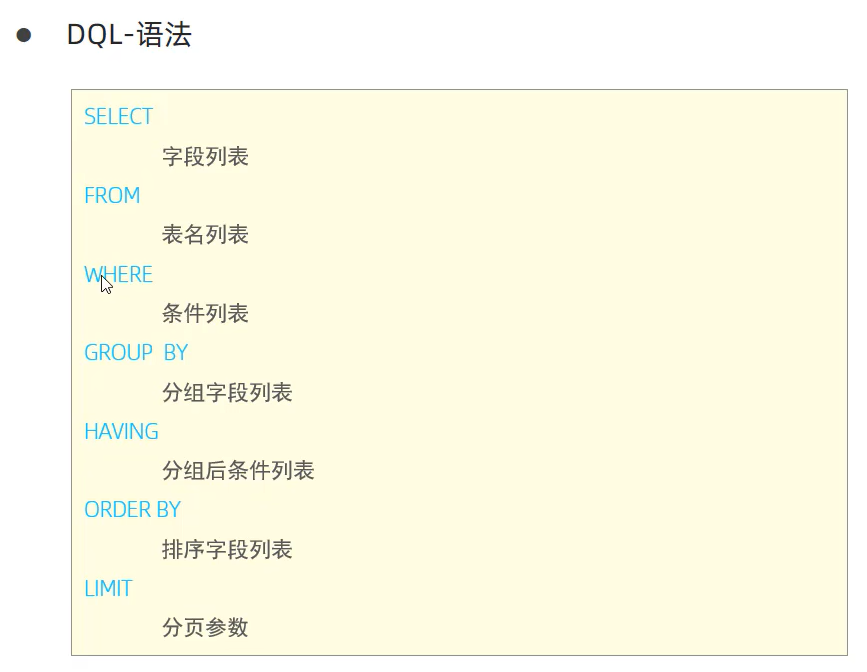 DQL-语法
SELECT
字段列表
FROM
表名列表
WHERE
条件列表
GROUP BY
分组字段列表
HAVING
分组后条件列表
ORDER BY
排序字段列表
LIMIT
分页参数